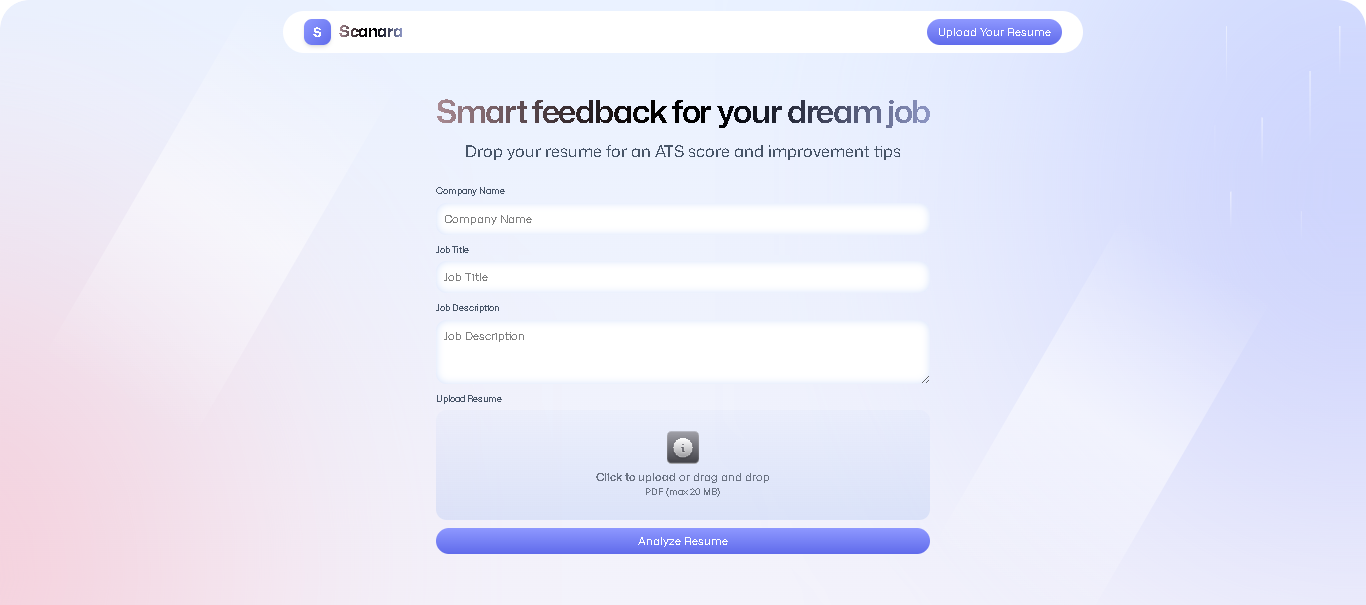 S Scanara
Upload Your Resume
Smart feedback for your dream job
Drop your resume for an ATS score and improvement tips
Company Name
Company Name
Job Title
Job Title
Job Description
Job Description
Upload Resume
i
Click to upload or drag and drop
PDF (max 20 MB)
Analyze Resume